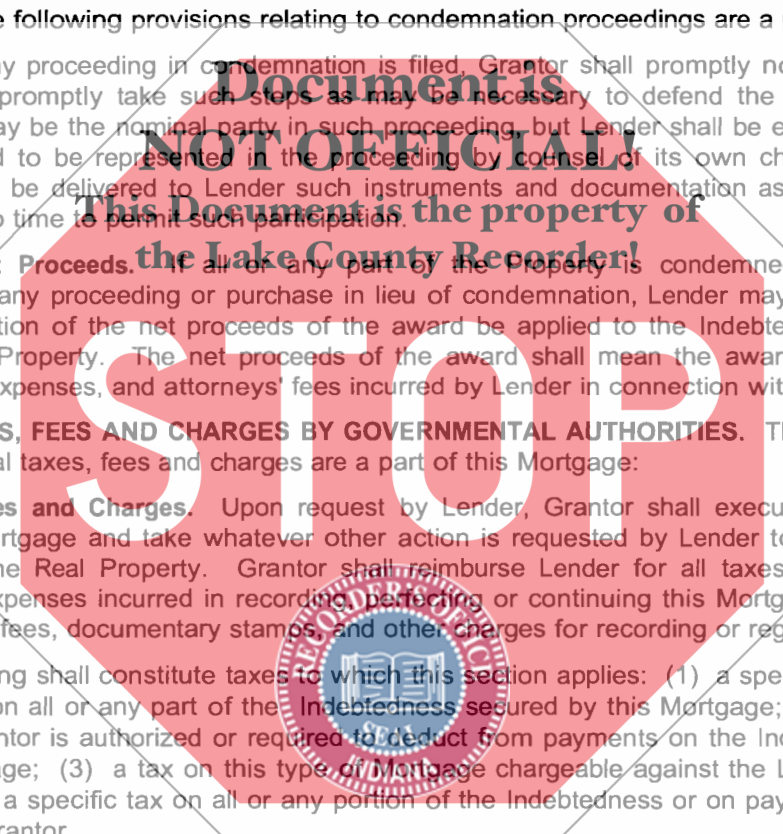 e following provisions relating to condemnation proceedings are a
y proceeding in condemnation is filed, Grantor shall promptly no
promptly take such steps as may be necessary to defend the
ay be the nominal party in such proceeding, but Lender shall be e
d to be represented in the proceeding by counsel of its own ch
be delivered to Lender such instruments and documentation as
o time to permit such participation.
Proceeds. If all or any part of the Property is condemne
any proceeding or purchase in lieu of condemnation, Lender may
tion of the net proceeds of the award be applied to the Indebte
Property. The net proceeds of the award shall mean the awar
xpenses, and attorneys' fees incurred by Lender in connection wit
S, FEES AND CHARGES BY GOVERNMENTAL AUTHORITIES. Th
al taxes, fees and charges are a part of this Mortgage:
es and Charges. Upon request by Lender, Grantor shall execu
rtgage and take whatever other action is requested by Lender to
he Real Property. Grantor shall reimburse Lender for all taxes
xpenses incurred in recording, perfecting or continuing this Mortg
fees, documentary stamps, and other charges for recording or reg
ng shall constitute taxes to which this section applies: (1) a spe
on all or any part of the Indebtedness secured by this Mortgage;
ntor is authorized or required to deduct from payments on the Ind
age; (3) a tax on this type of Mortgage chargeable against the L
a specific tax on all or any portion of the Indebtedness or on pay
rantor
Document is
NOT OFFICIAL!
This Document is the property of
the Lake County Recorder!
STOP
RECORDER'S OFFICE
SEAL